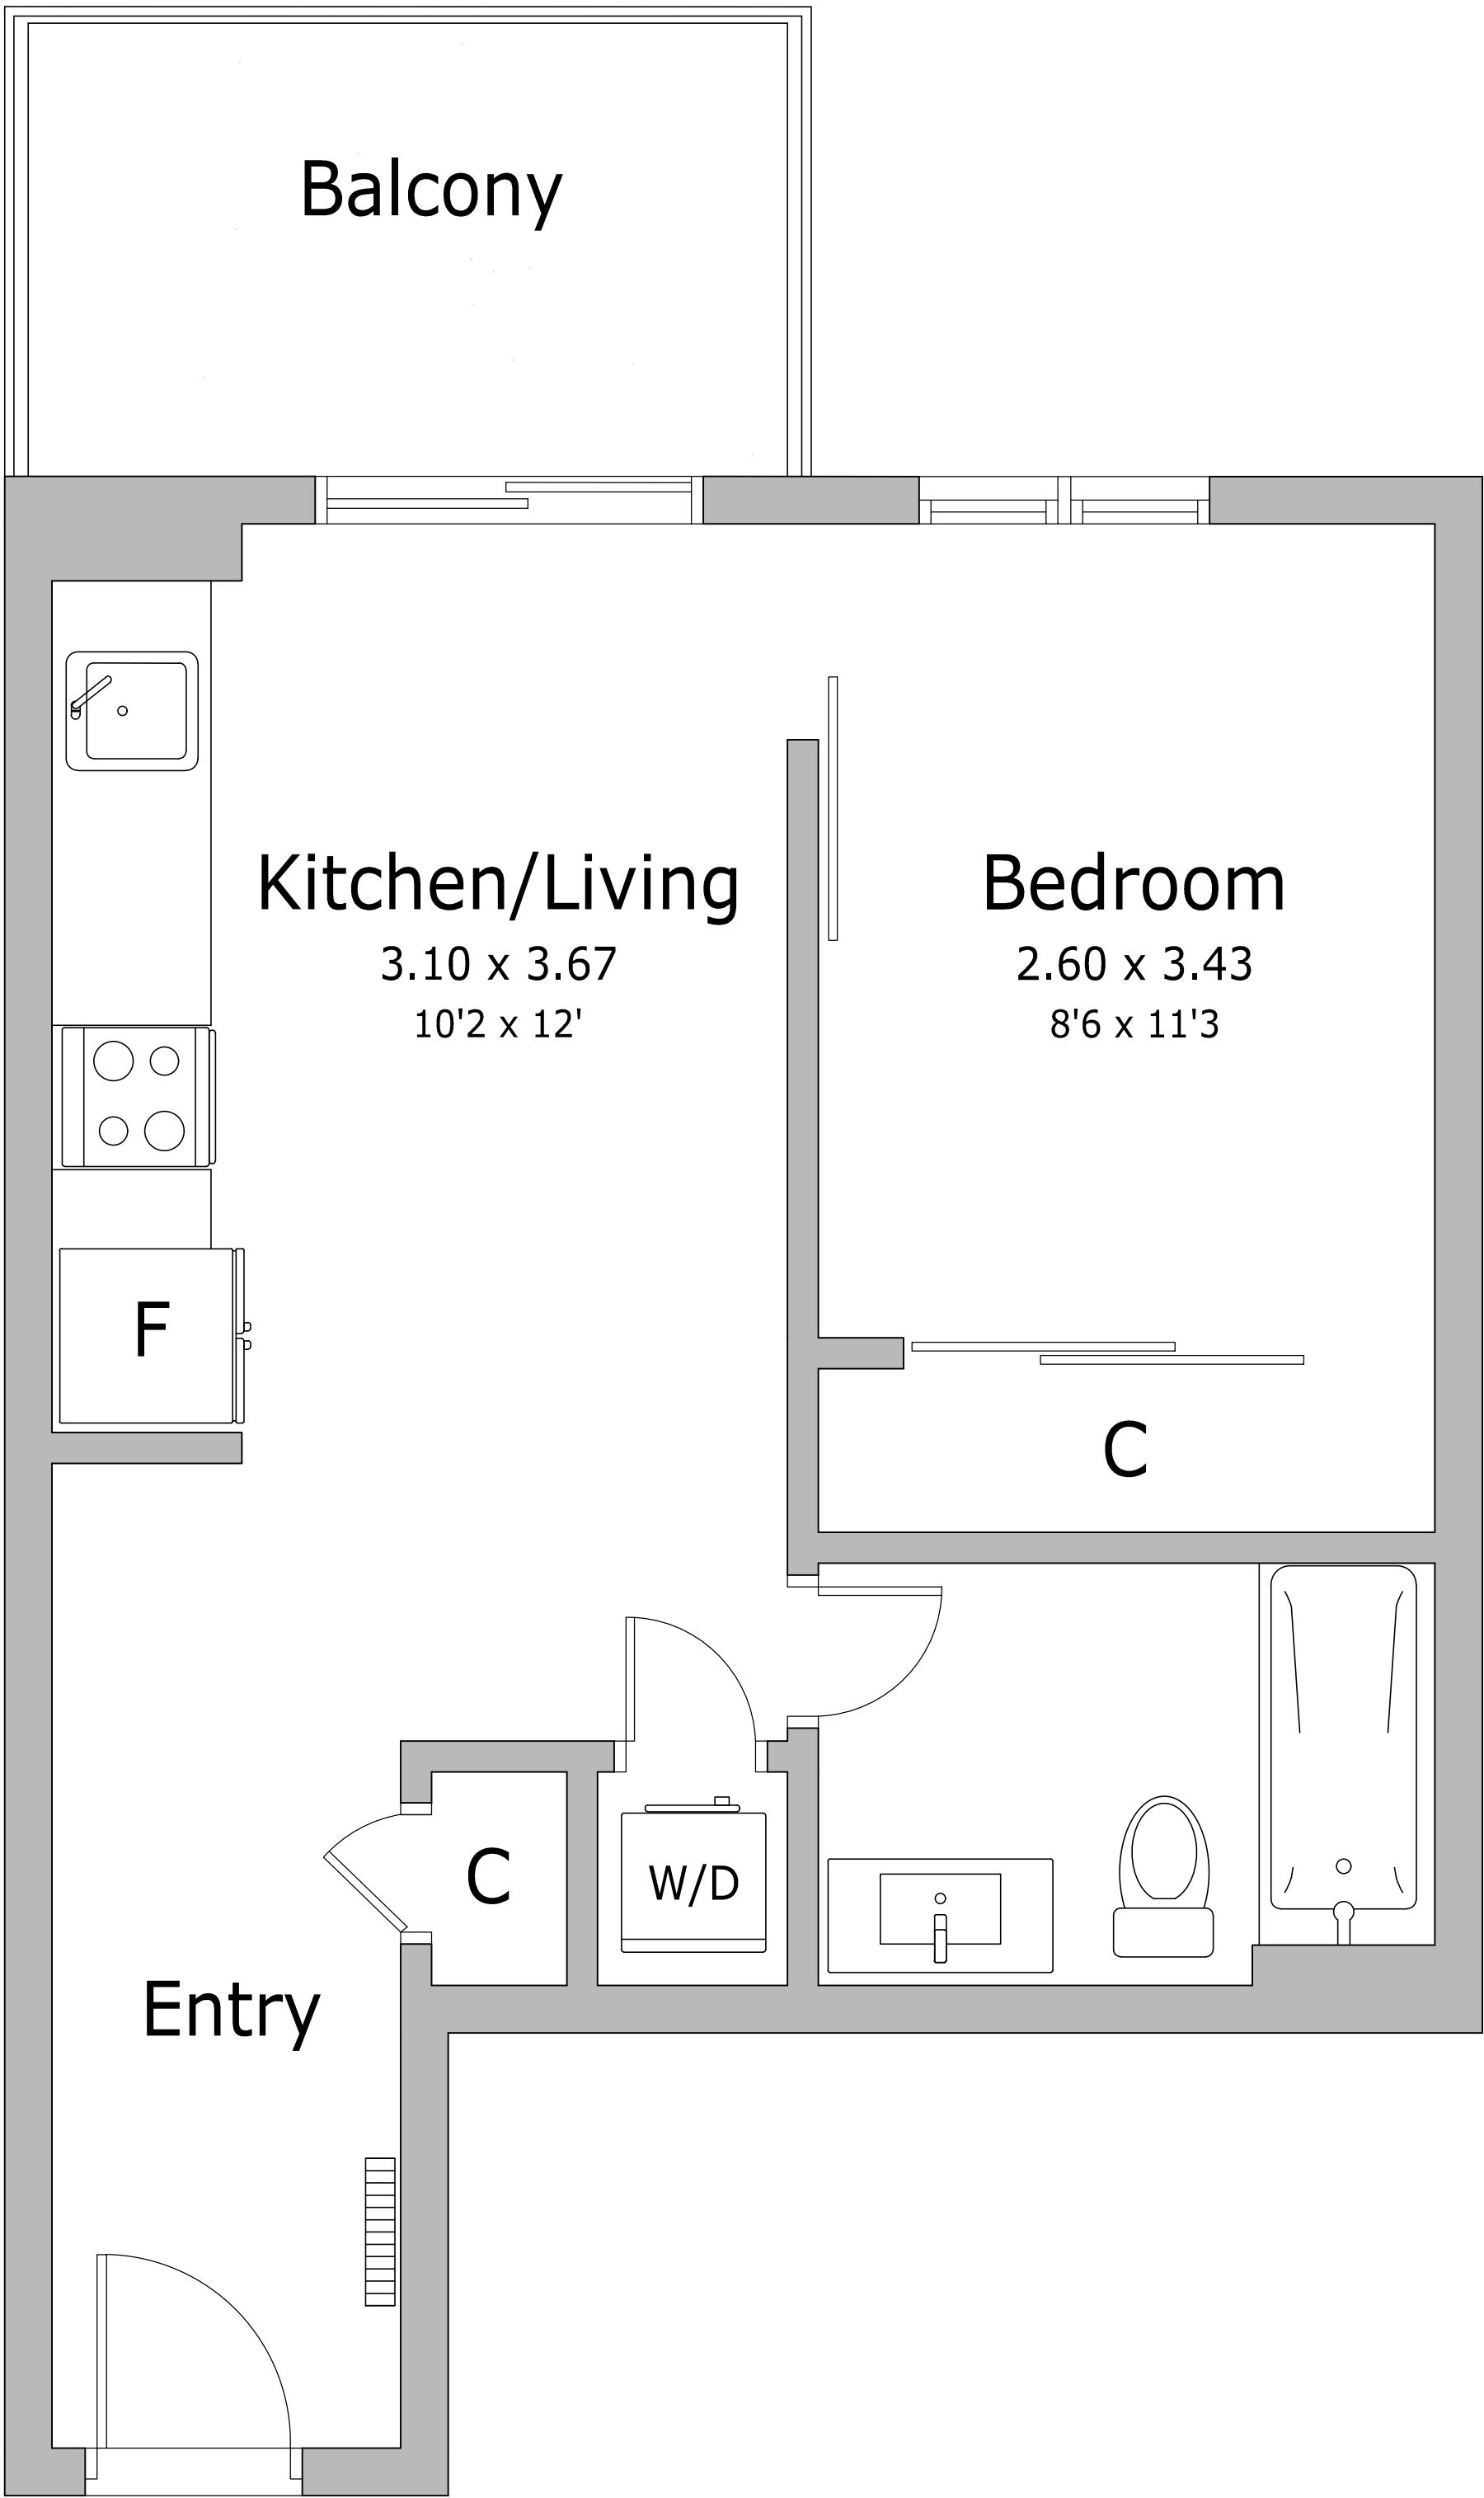 Balcony
Kitchen/Living
3.10 x 3.67
10'2 x 12'
Bedroom
2.60 x 3.43
8'6 x 11'3
F
C
C
W/D
Entry